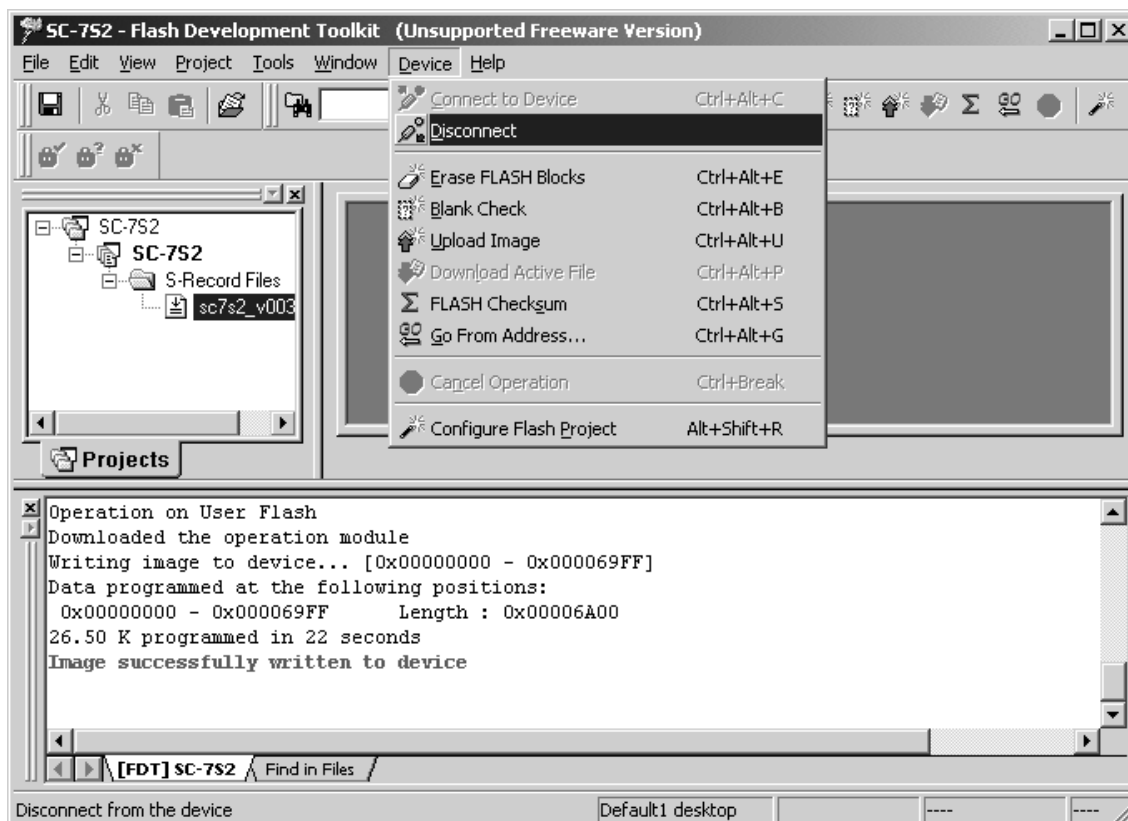 SC-7S2 - Flash Development Toolkit (Unsupported Freeware Version)
File Edit View Project Tools Window Device Help
Connect to Device Ctrl+Alt+C
Disconnect
Erase FLASH Blocks Ctrl+Alt+E
Blank Check Ctrl+Alt+B
Upload Image Ctrl+Alt+U
Download Active File Ctrl+Alt+P
FLASH Checksum Ctrl+Alt+S
Go From Address... Ctrl+Alt+G
Cancel Operation Ctrl+Break
Configure Flash Project Alt+Shift+R
SC-7S2
SC-7S2
S-Record Files
sc7s2_v003
Projects
Operation on User Flash
Downloaded the operation module
Writing image to device... [0x00000000 - 0x000069FF]
Data programmed at the following positions:
0x00000000 - 0x000069FF Length : 0x00006A00
26.50 K programmed in 22 seconds
Image successfully written to device
[FDT] SC-7S2 Find in Files
Disconnect from the device Default1 desktop ---- ----